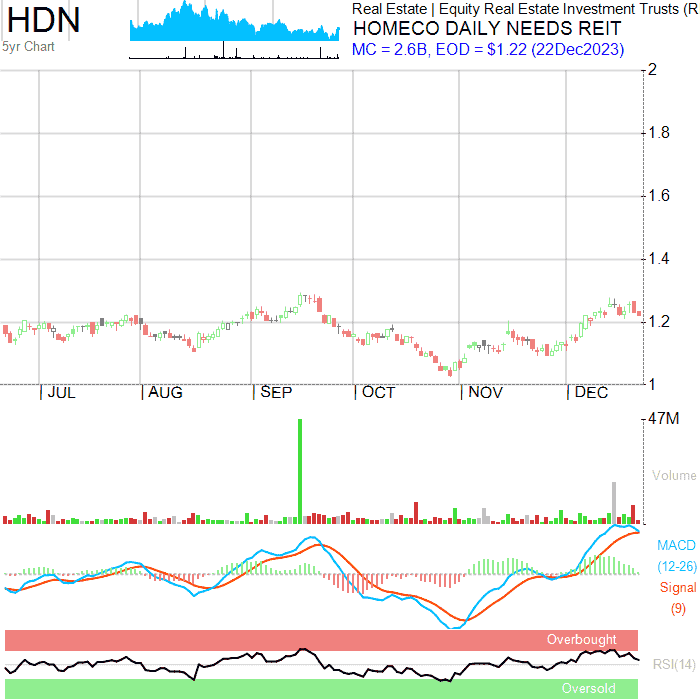 HDN
5yr Chart
Real Estate | Equity Real Estate Investment Trusts (R
HOMECO DAILY NEEDS REIT
MC = 2.6B, EOD = $1.22 (22Dec2023)
2
1.8
1.6
1.4
1.2
1
| JUL | AUG | SEP | OCT | NOV | DEC
47M
Volume
MACD
(12-26)
Signal
(9)
Overbought
RSI(14)
Oversold